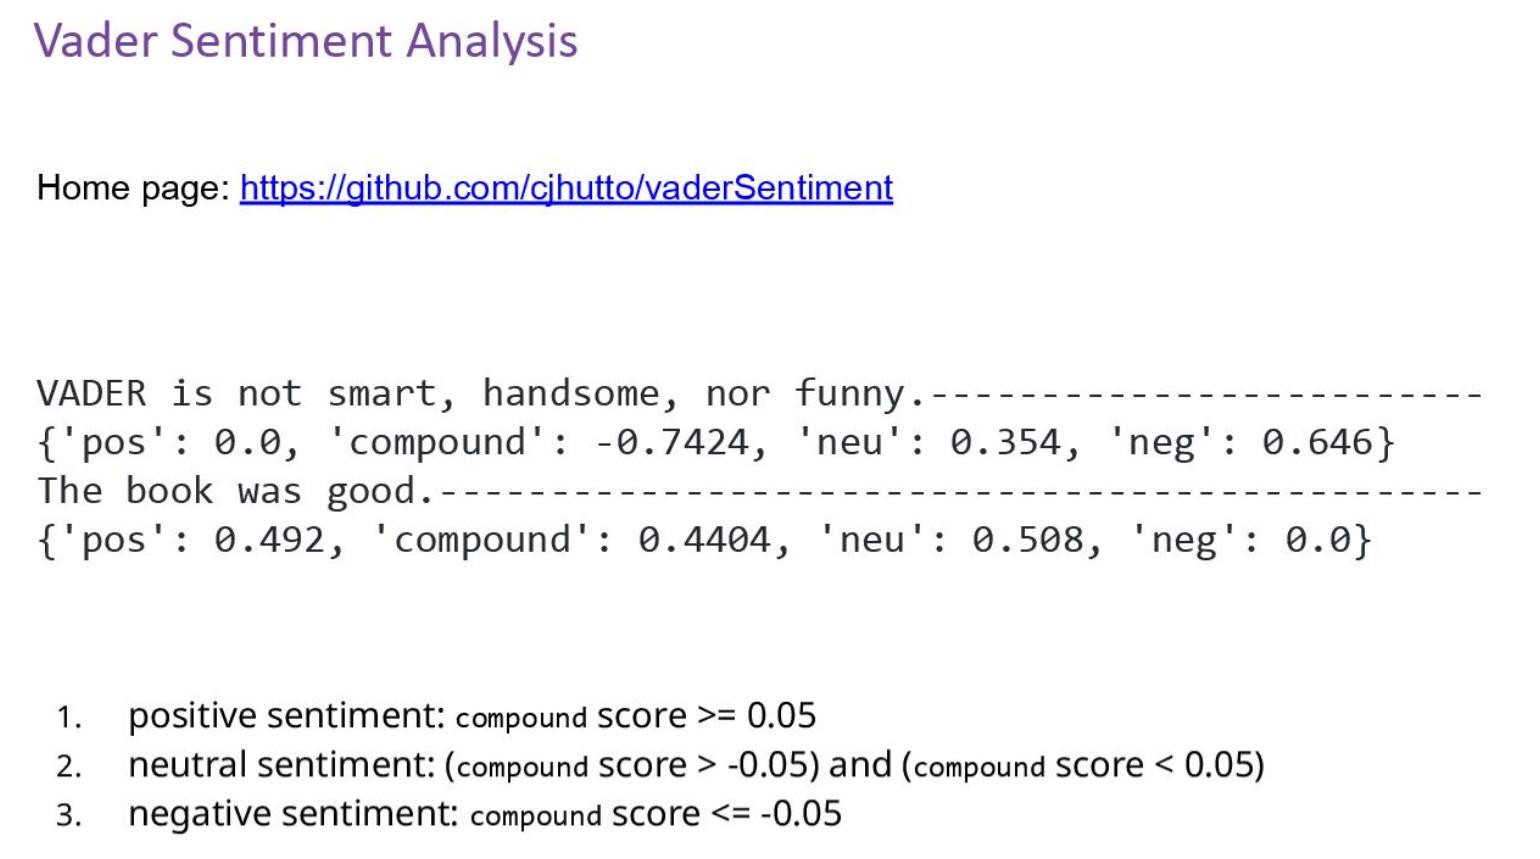 Vader Sentiment Analysis
Home page: https://github.com/cjhutto/vaderSentiment
VADER is not smart, handsome, nor funny.-------------------------
{'pos': 0.0, 'compound': -0.7424, 'neu': 0.354, 'neg': 0.646}
The book was good.-----------------------------------------------
{'pos': 0.492, 'compound': 0.4404, 'neu': 0.508, 'neg': 0.0}
1. positive sentiment: compound score >= 0.05
2. neutral sentiment: (compound score > -0.05) and (compound score < 0.05)
3. negative sentiment: compound score <= -0.05